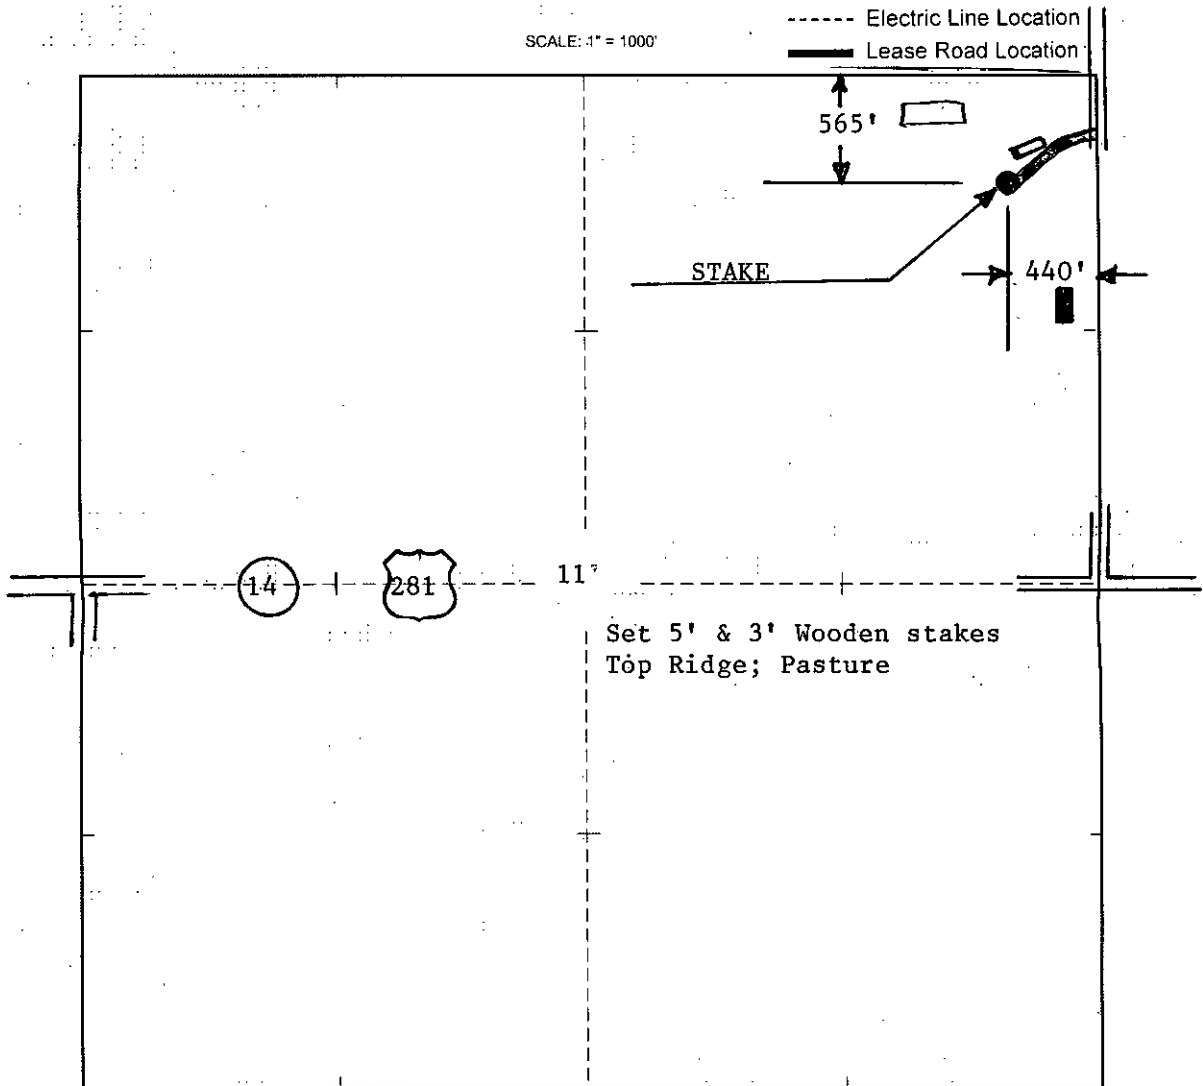 Electric Line Location
SCALE: 1" = 1000'
Lease Road Location
565'
STAKE
440'
14
281
11
Set 5' & 3' Wooden stakes
Top Ridge; Pasture